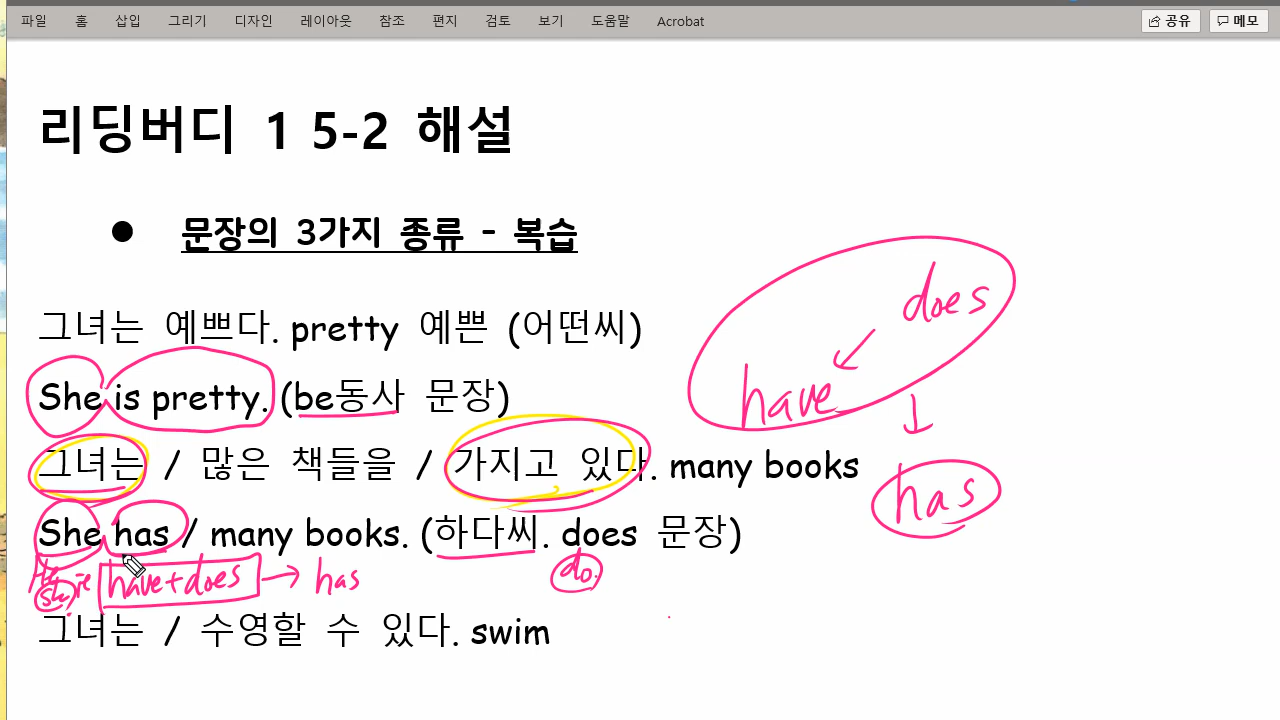 파일 홈 삽입 그리기 디자인 레이아웃 참조 편지 검토 보기 도움말 Acrobat 공유 메모
리딩버디 1 5-2 해설
● 문장의 3가지 종류 - 복습
does
그녀는 예쁘다. pretty 예쁜 (어떤씨)
She is pretty. (be동사 문장)
have
그녀는 / 많은 책들을 / 가지고 있다. many books
has
She has / many books. (하다씨. does 문장)
He she, it have+does → has
do.
그녀는 / 수영할 수 있다. swim